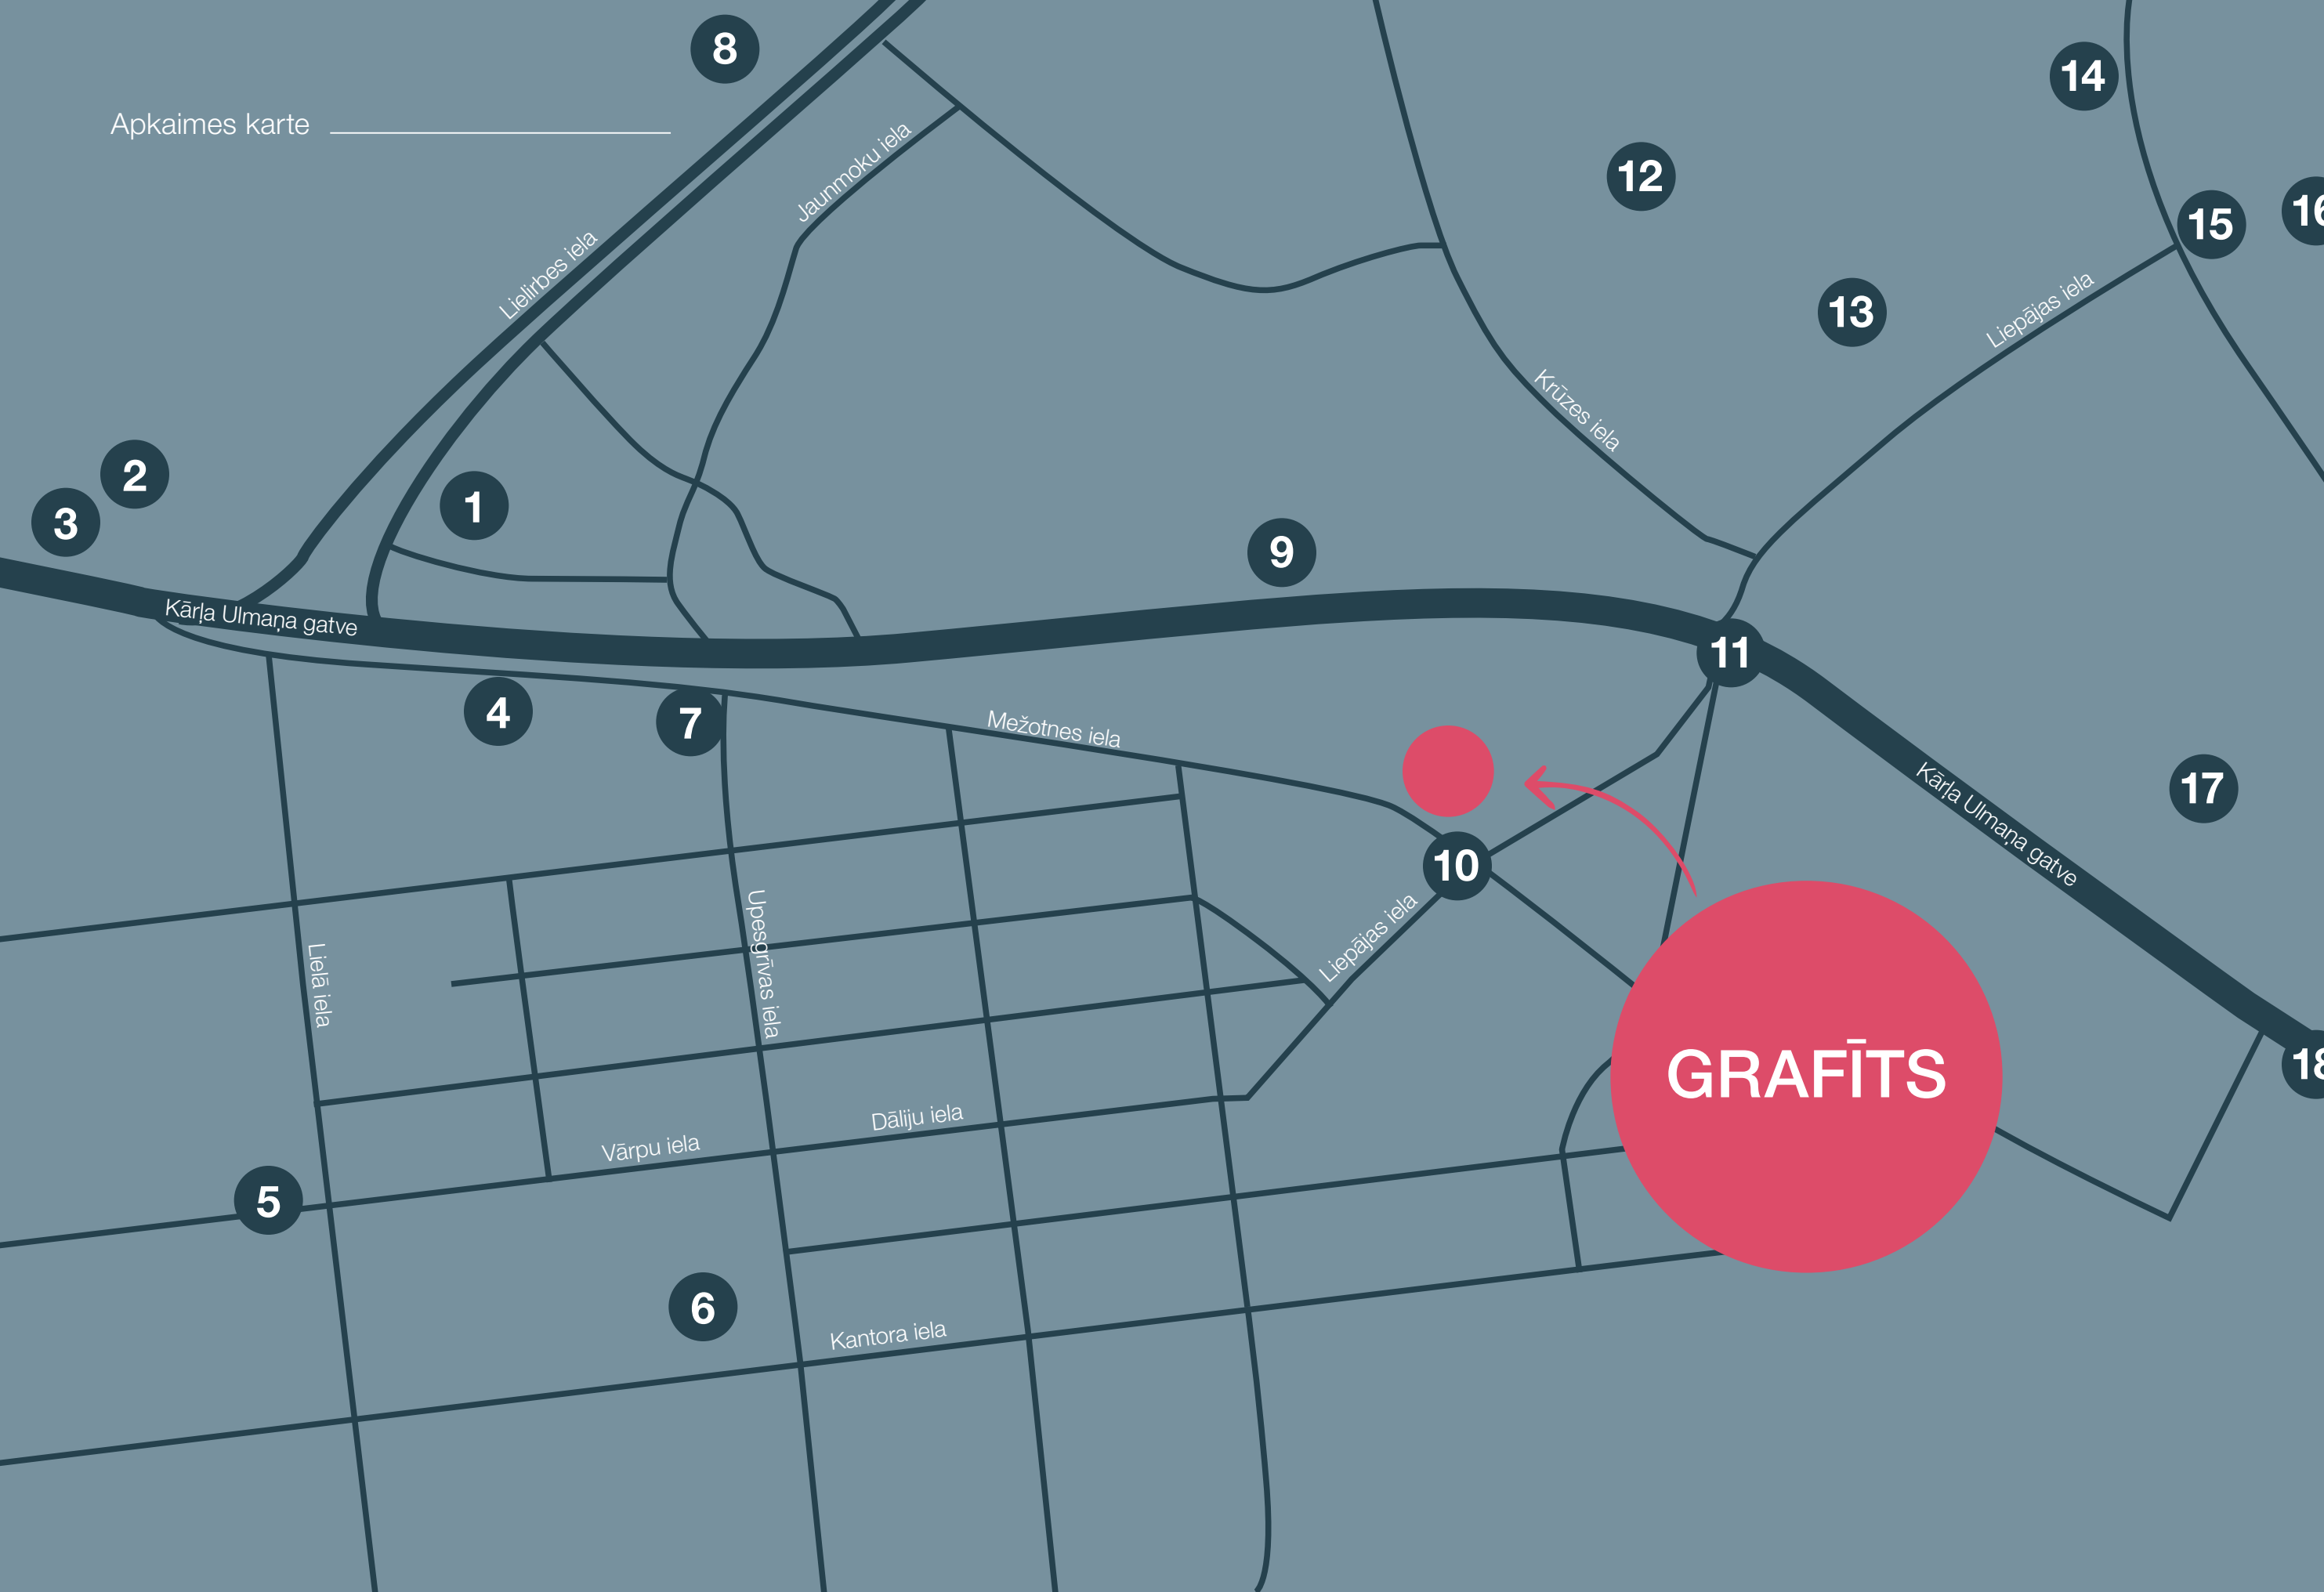 8
14
Apkaimes karte
Jaunmoku iela
12
15
16
Lielirbes iela
Liepājas iela
13
Krūzes iela
2
1
3
9
Kārļa Ulmaņa gatve
11
4
7
Mežotnes iela
17
Kārļa Ulmaņa gatve
10
Upesgrīvas iela
Liepājas iela
Lielā iela
GRAFĪTS
18
Dāliju iela
Vārpu iela
5
6
Kantora iela